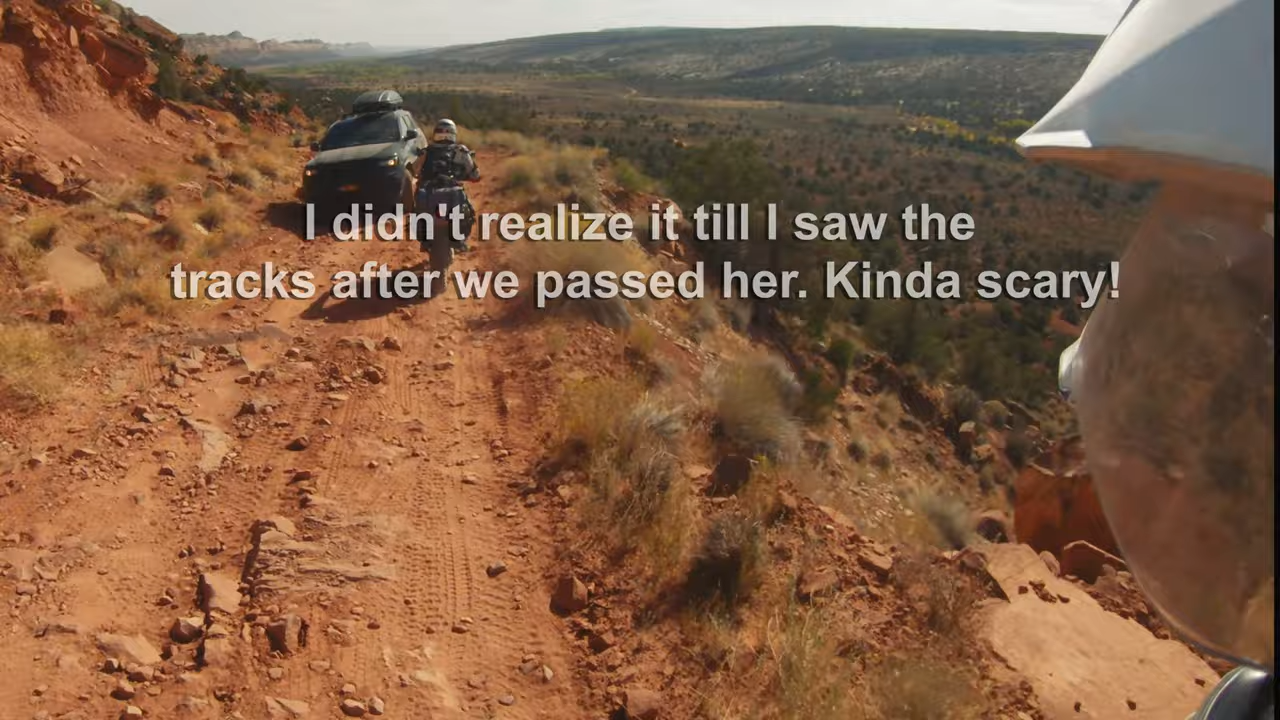 I didn't realize it till I saw the
tracks after we passed her. Kinda scary!